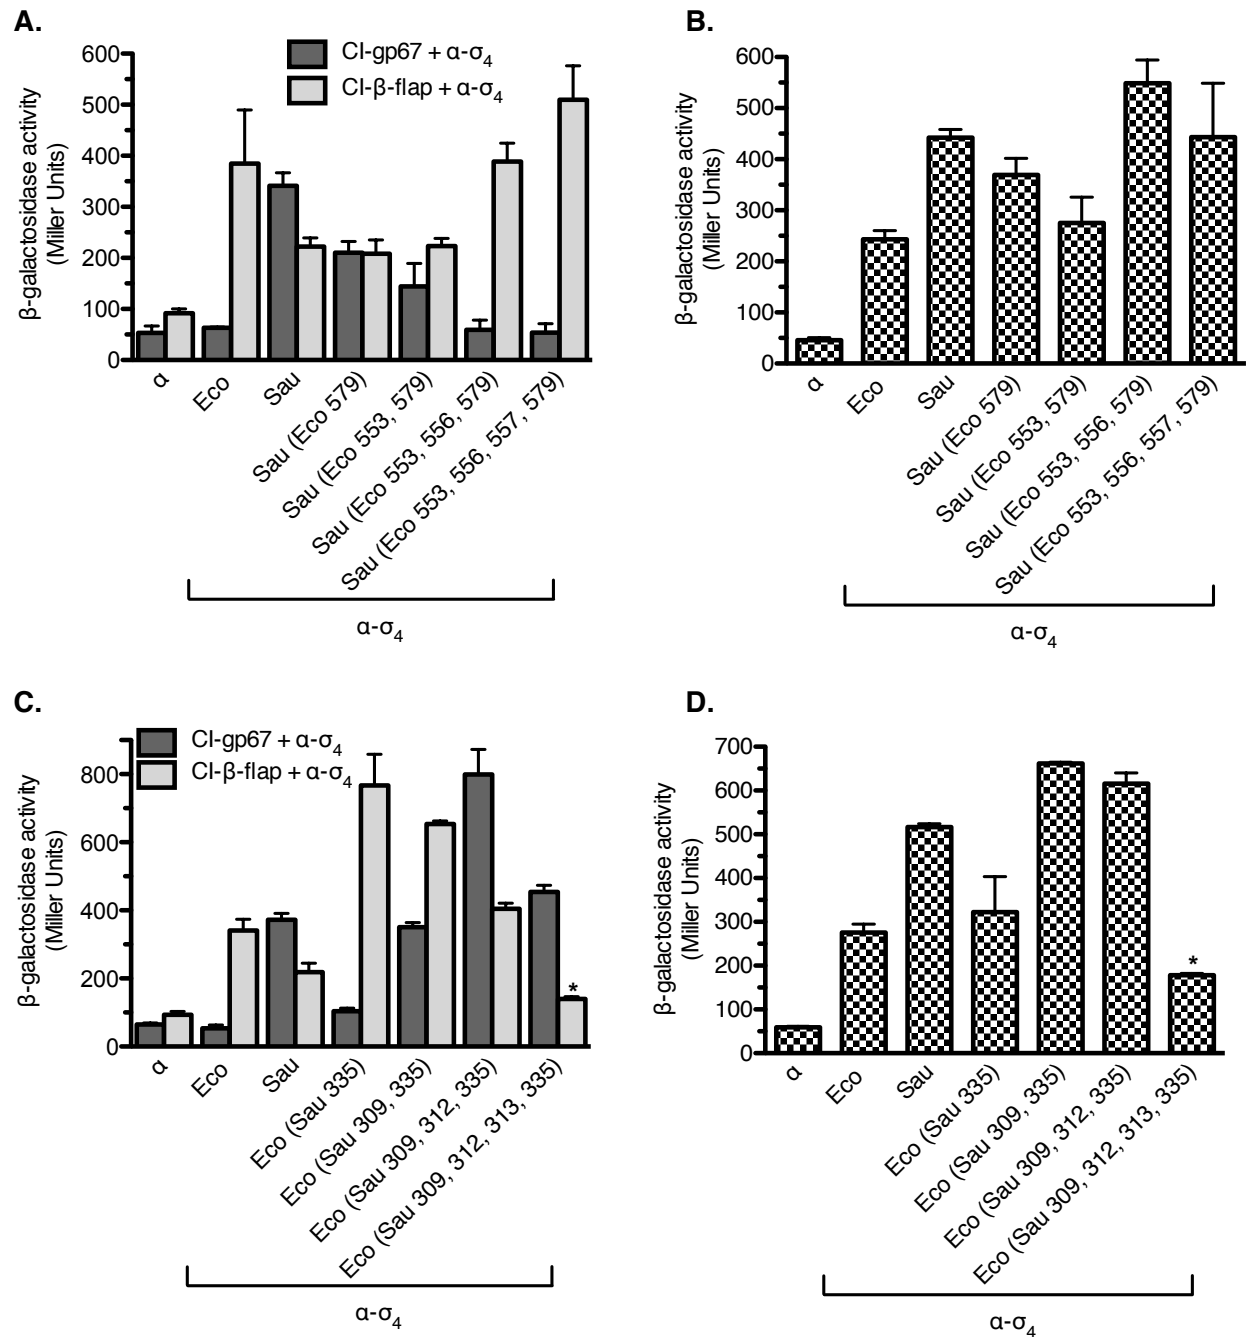 A.
CI-gp67 + α-σ4
CI-β-flap + α-σ4
β-galactosidase activity
(Miller Units)
600
500
400
300
200
100
0
α
Eco
Sau
Sau (Eco 579)
Sau (Eco 553, 579)
Sau (Eco 553, 556, 579)
Sau (Eco 553, 556, 557, 579)
α-σ4
B.
β-galactosidase activity
(Miller Units)
600
500
400
300
200
100
0
α
Eco
Sau
Sau (Eco 579)
Sau (Eco 553, 579)
Sau (Eco 553, 556, 579)
Sau (Eco 553, 556, 557, 579)
α-σ4
C.
CI-gp67 + α-σ4
CI-β-flap + α-σ4
β-galactosidase activity
(Miller Units)
800
600
400
200
0
*
α
Eco
Sau
Eco (Sau 335)
Eco (Sau 309, 335)
Eco (Sau 309, 312, 335)
Eco (Sau 309, 312, 313, 335)
α-σ4
D.
β-galactosidase activity
(Miller Units)
700
600
500
400
300
200
100
0
*
α
Eco
Sau
Eco (Sau 335)
Eco (Sau 309, 335)
Eco (Sau 309, 312, 335)
Eco (Sau 309, 312, 313, 335)
α-σ4